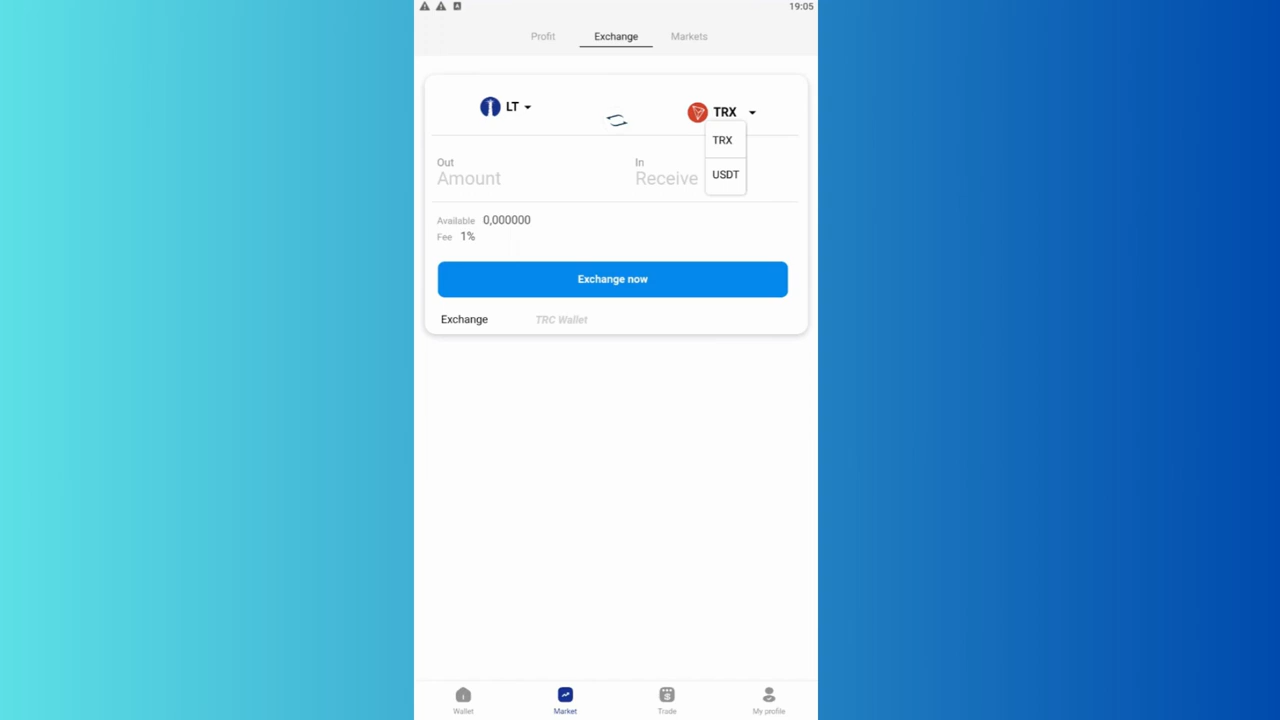 19:05
Profit Exchange Markets
LT TRX
TRX
USDT
Out In
Amount Receive
Available 0,000000
Fee 1%
Exchange now
Exchange TRC Wallet
Wallet Market Trade My profile